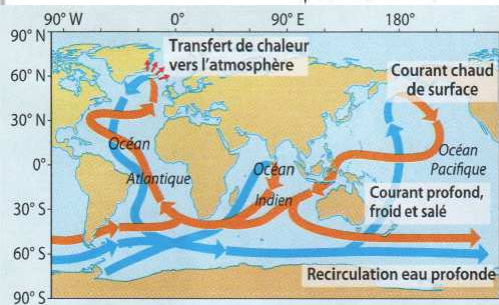 90° W 0° 90° E 180°
90° N
60° N
30° N
0°
30° S
60° S
90° S
Transfert de chaleur
vers l'atmosphère
Courant chaud
de surface
Océan
Atlantique
Océan
Indien
Océan
Pacifique
Courant profond,
froid et salé
Recirculation eau profonde